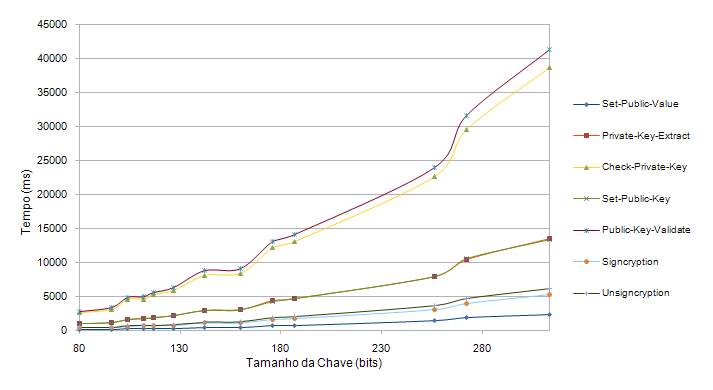 45000
40000
35000
30000
25000
20000
15000
10000
5000
0
Tempo (ms)
80
130
180
230
280
Tamanho da Chave (bits)
Set-Public-Value
Private-Key-Extract
Check-Private-Key
Set-Public-Key
Public-Key-Validate
Signcryption
Unsigncryption